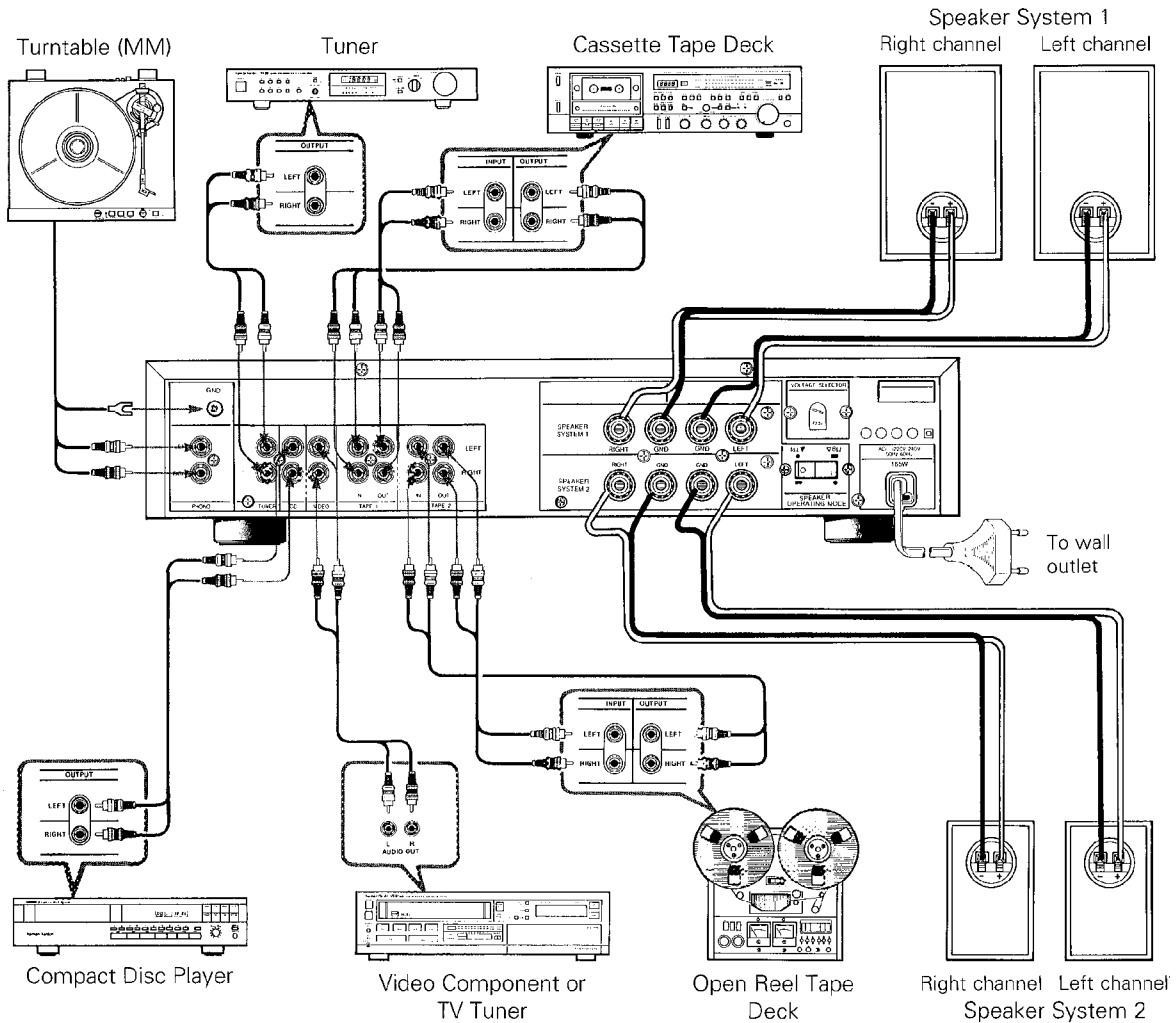 Speaker System 1
Right channel
Left channel
Turntable (MM)
Tuner
Cassette Tape Deck
OUTPUT
LEFT
RIGHT
INPUT
OUTPUT
LEFT
LEFT
RIGHT
RIGHT
GND
PHONO
TUNER
CD
VIDEO
IN
OUT
TAPE 1
IN
OUT
TAPE 2
LEFT
RIGHT
SPEAKER
SYSTEM 1
RIGHT
GND
GND
LEFT
SPEAKER
SYSTEM 2
RIGHT
GND
GND
LEFT
VOLTAGE SELECTOR
SPEAKER
OPERATING MODE
165W
To wall
outlet
INPUT
OUTPUT
LEFT
LEFT
RIGHT
RIGHT
OUTPUT
LEFT
RIGHT
L
R
AUDIO OUT
Compact Disc Player
Video Component or
TV Tuner
Open Reel Tape
Deck
Right channel
Left channel
Speaker System 2